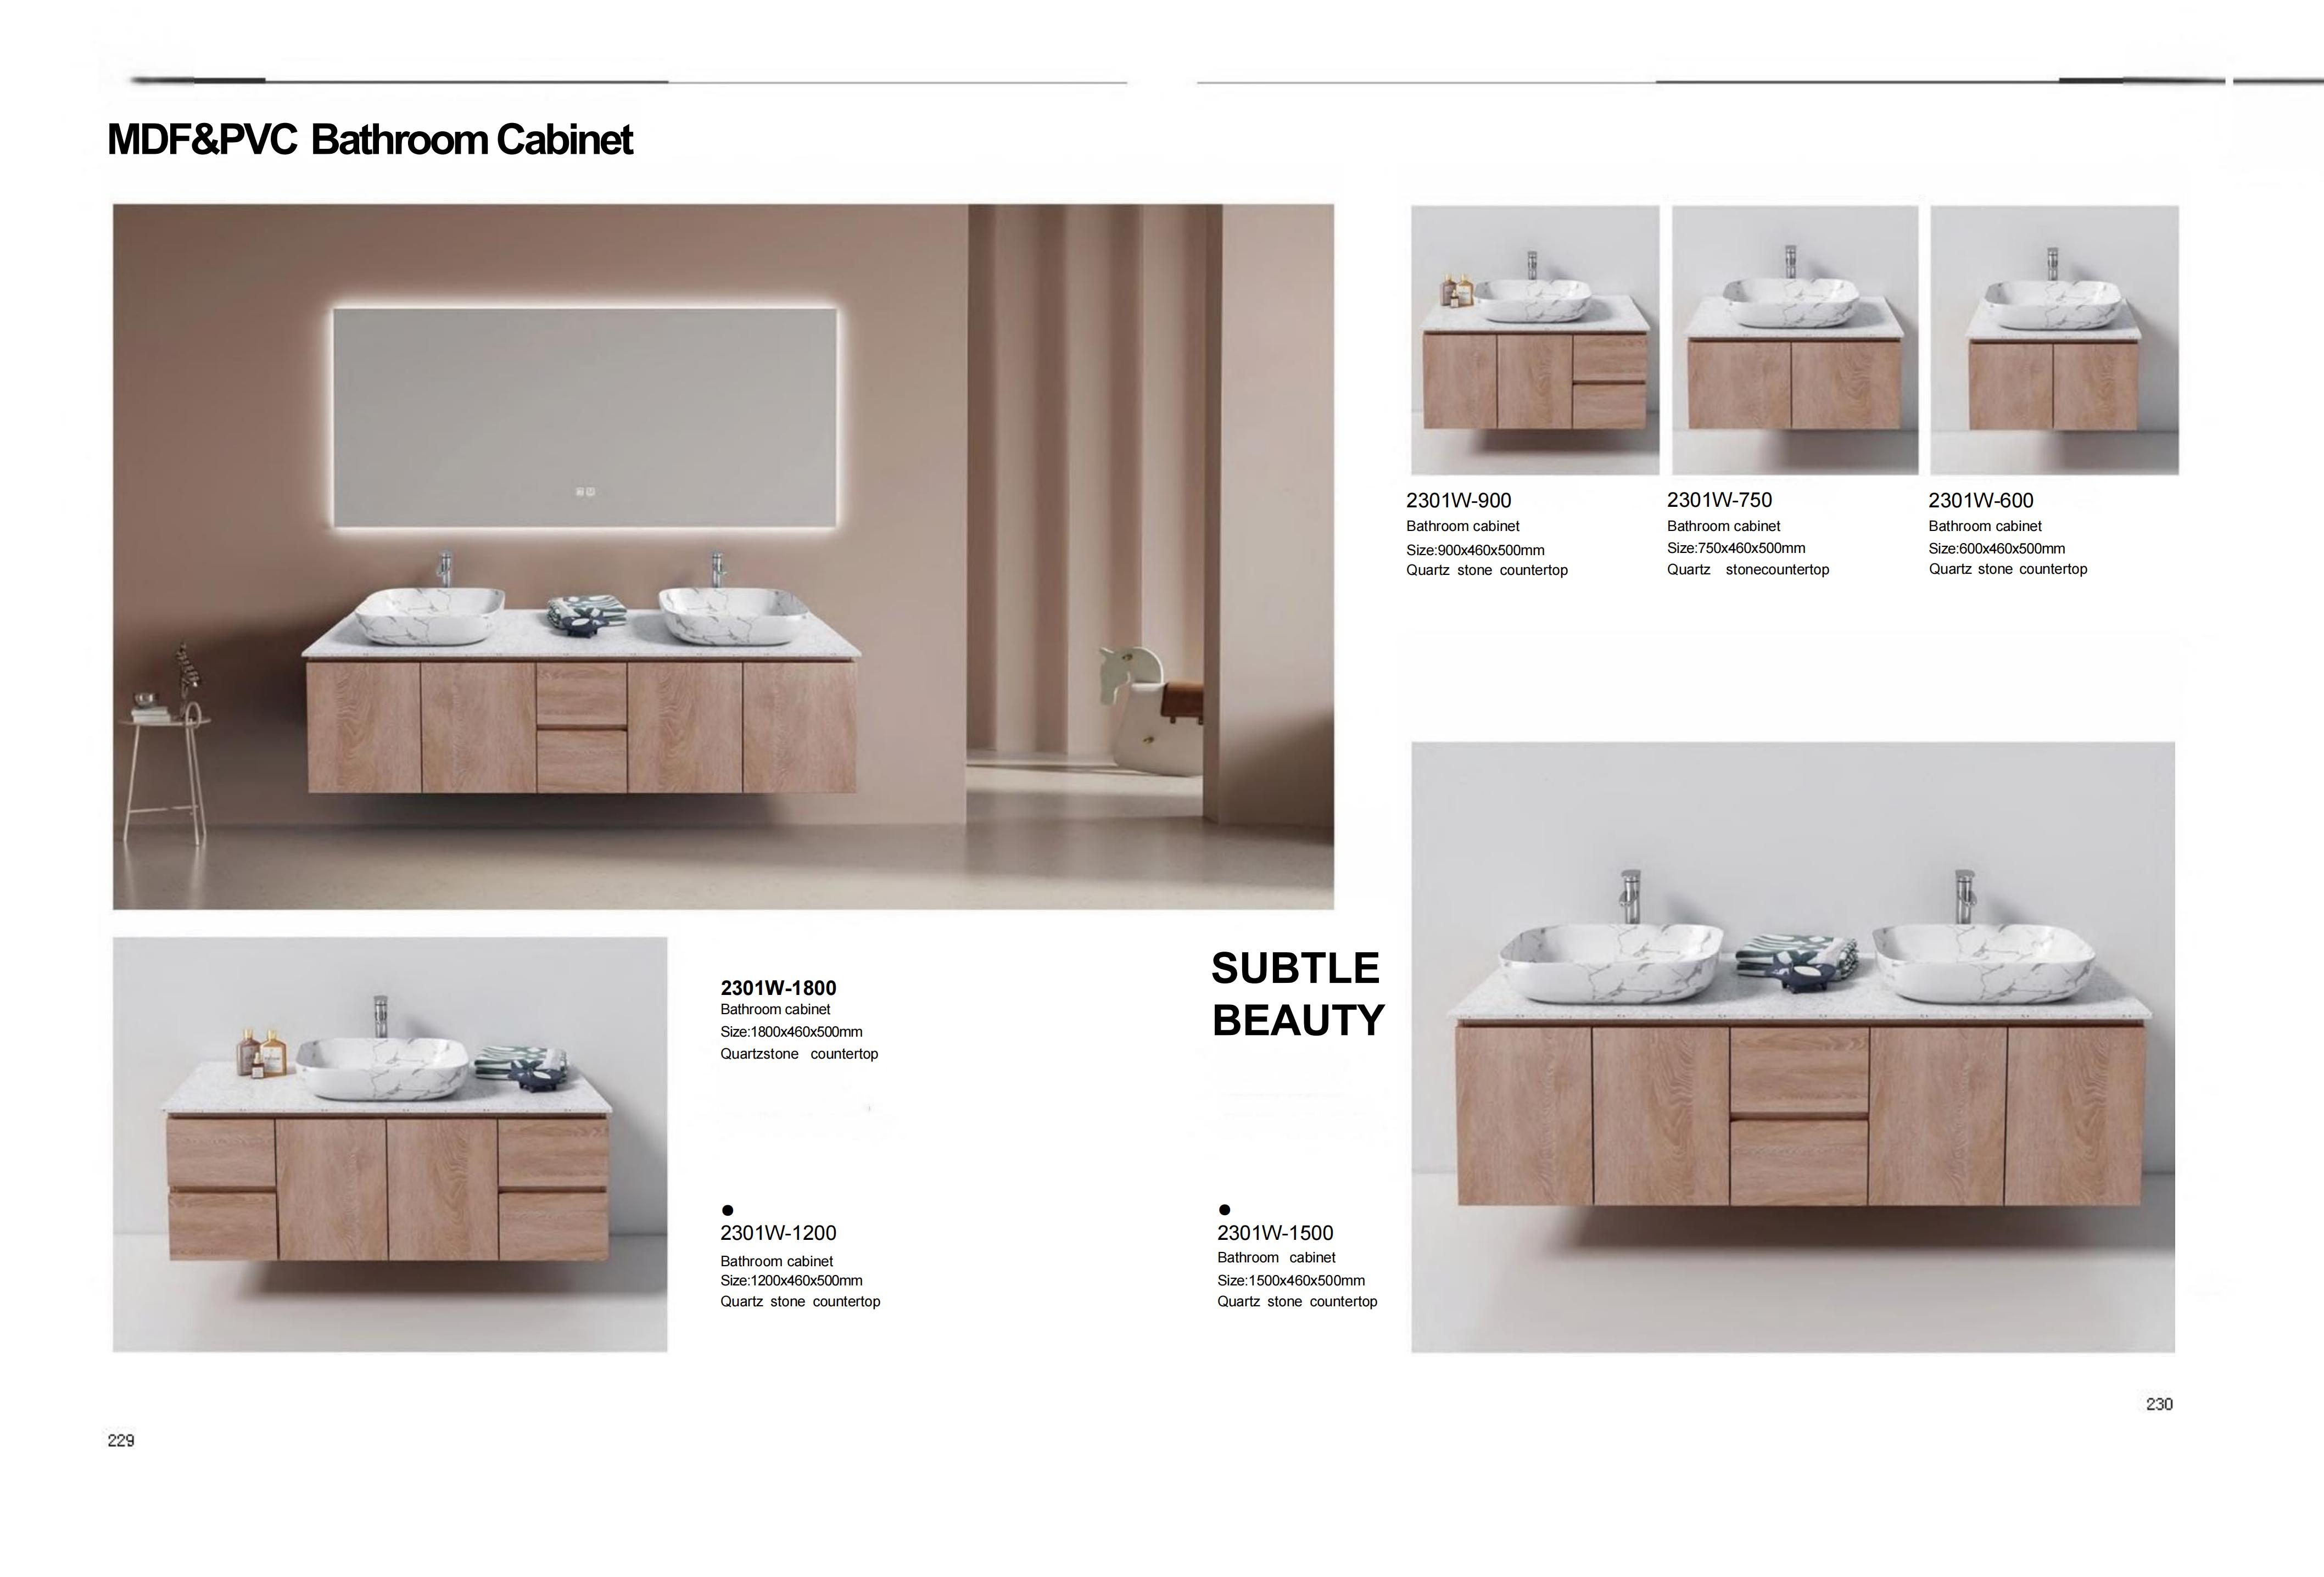 MDF&PVC Bathroom Cabinet
2301W-1800
Bathroom cabinet
Size:1800x460x500mm
Quartzstone countertop
2301W-1200
Bathroom cabinet
Size:1200x460x500mm
Quartz stone countertop
229
2301W-900
Bathroom cabinet
Size:900x460x500mm
Quartz stone countertop
2301W-750
Bathroom cabinet
Size:750x460x500mm
Quartz stonecountertop
2301W-600
Bathroom cabinet
Size:600x460x500mm
Quartz stone countertop
SUBTLE
BEAUTY
2301W-1500
Bathroom cabinet
Size:1500x460x500mm
Quartz stone countertop
230